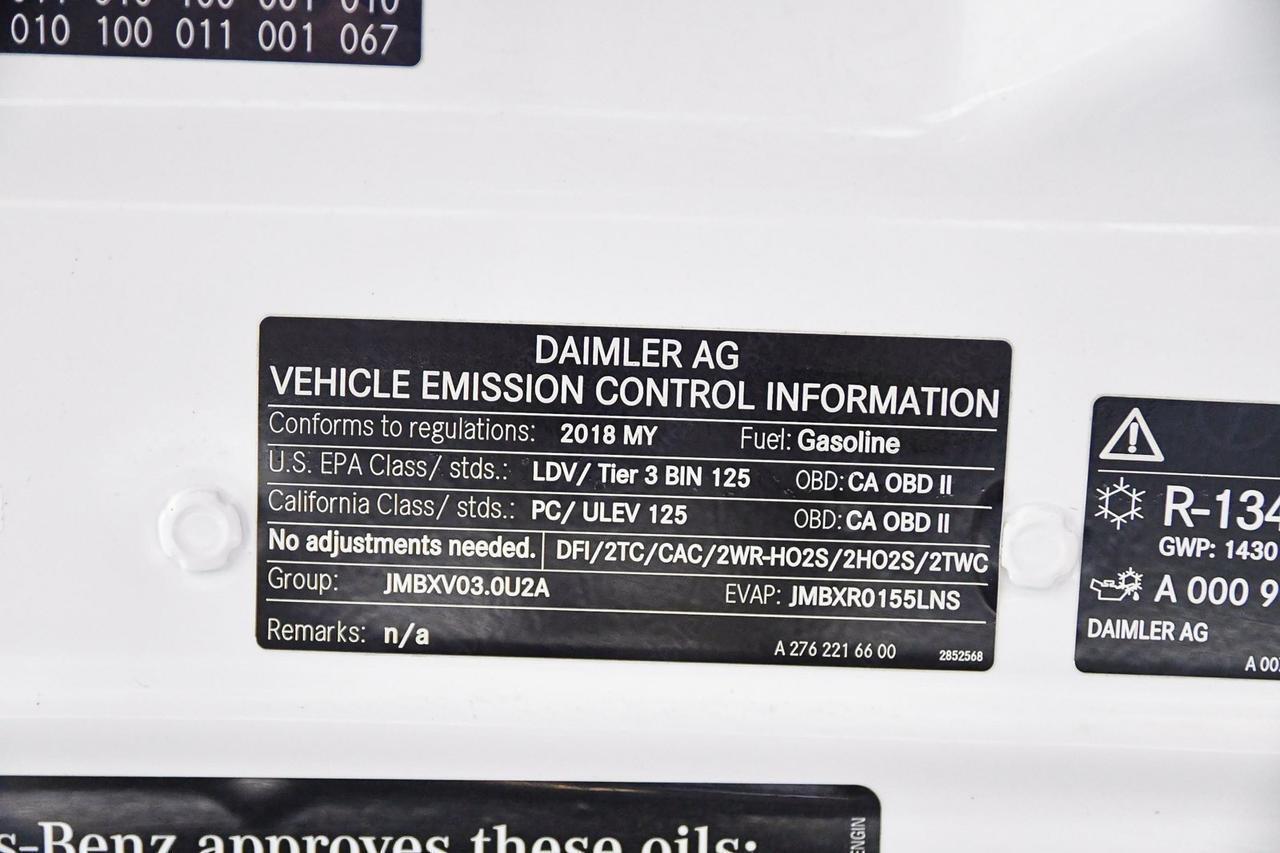 010 100 011 001 067
DAIMLER AG
VEHICLE EMISSION CONTROL INFORMATION
Conforms to regulations: 2018 MY Fuel: Gasoline
U.S. EPA Class/ stds.: LDV/ Tier 3 BIN 125 OBD: CA OBD II
California Class/ stds.: PC/ ULEV 125 OBD: CA OBD II
No adjustments needed. DFI/2TC/CAC/2WR-HO2S/2HO2S/2TWC
Group: JMBXV03.0U2A EVAP: JMBXR0155LNS
Remarks: n/a
A 276 221 66 00 2852568
R-134
GWP: 1430
A 000 9
DAIMLER AG
A 00
s-Benz approves these oils:
ENGIN